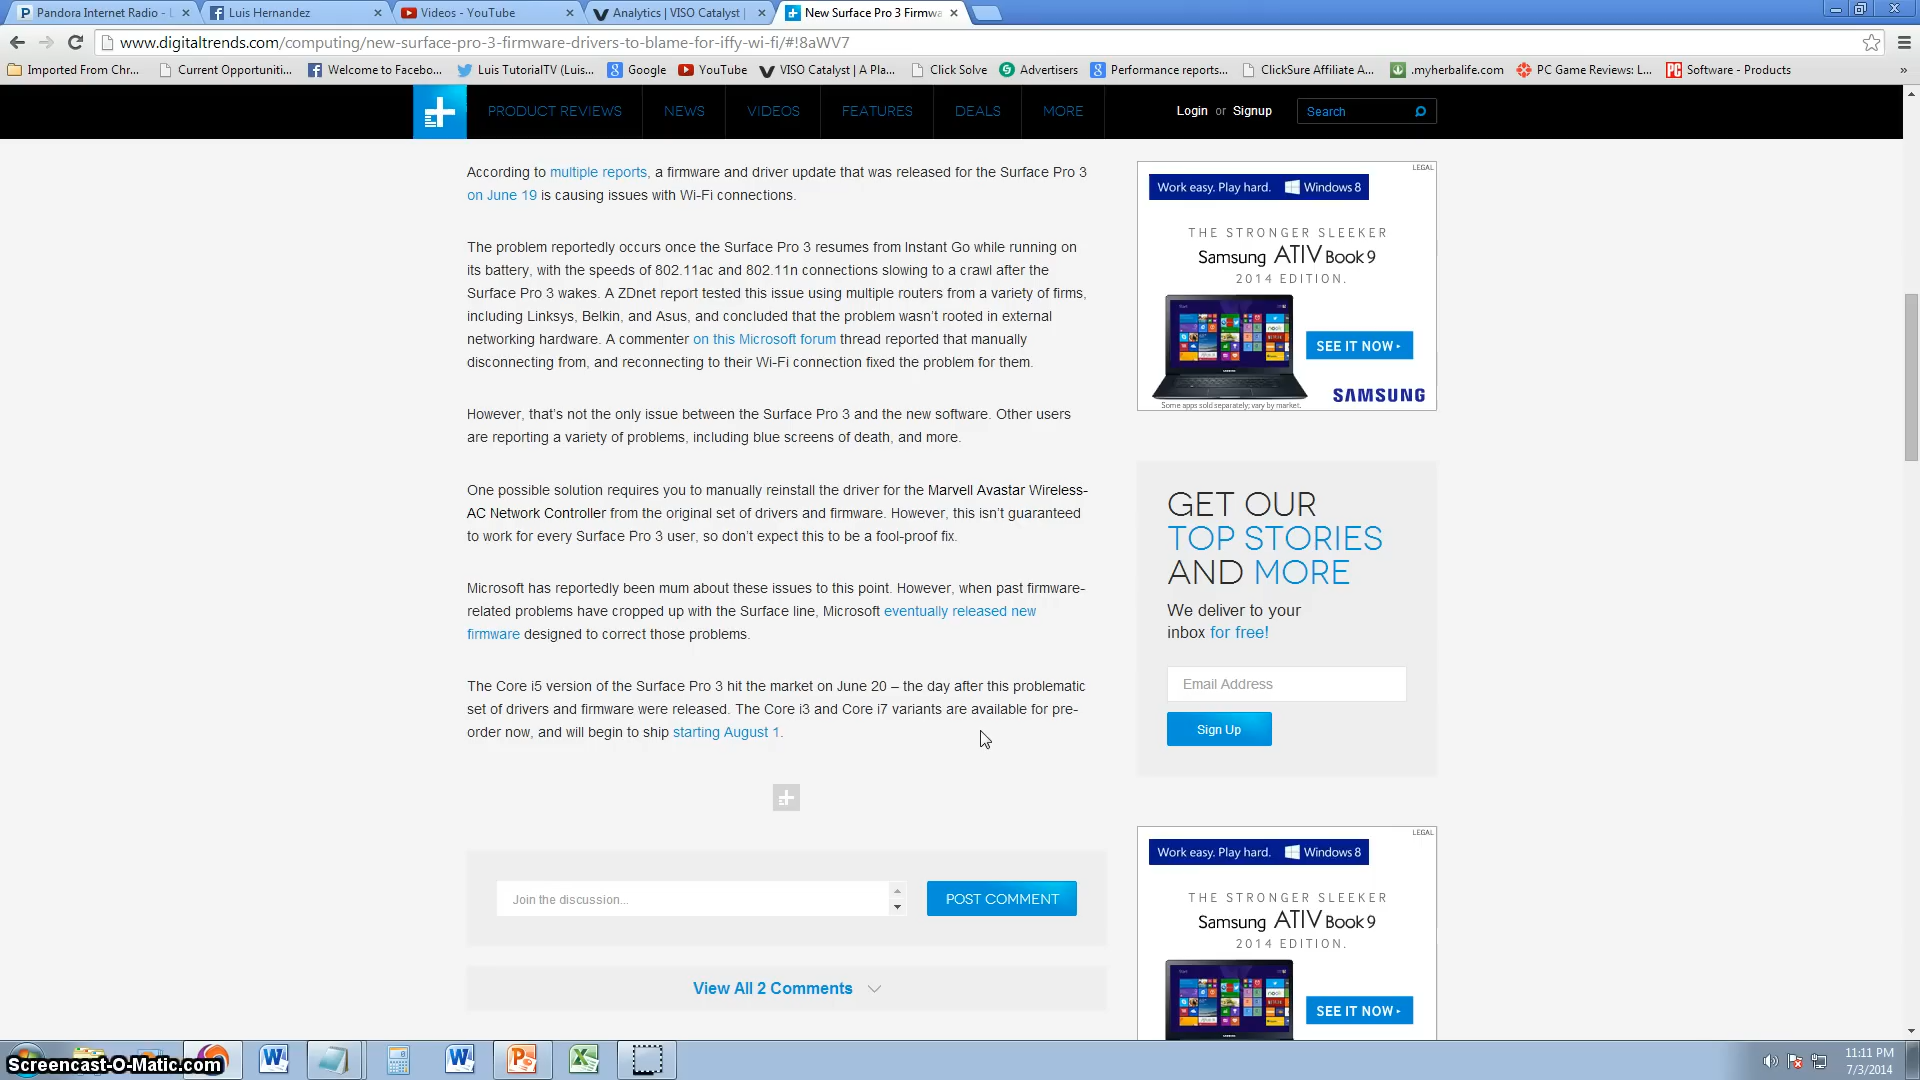 Pandora Internet Radio - L
Luis Hernandez
Videos - YouTube
Analytics | VISO Catalyst |
New Surface Pro 3 Firmwa
www.digitaltrends.com/computing/new-surface-pro-3-firmware-drivers-to-blame-for-iffy-wi-fi/#!8aWV7
Imported From Chr...
Current Opportuniti...
Welcome to Facebo...
Luis TutorialTV (Luis...
Google
YouTube
VISO Catalyst | A Pla...
Click Solve
Advertisers
Performance reports...
ClickSure Affiliate A...
.myherbalife.com
PC Game Reviews: L...
Software - Products
»
PRODUCT REVIEWS
NEWS
VIDEOS
FEATURES
DEALS
MORE
Login or Signup
Search
According to multiple reports, a firmware and driver update that was released for the Surface Pro 3
on June 19 is causing issues with Wi-Fi connections.
The problem reportedly occurs once the Surface Pro 3 resumes from Instant Go while running on
its battery, with the speeds of 802.11ac and 802.11n connections slowing to a crawl after the
Surface Pro 3 wakes. A ZDnet report tested this issue using multiple routers from a variety of firms,
including Linksys, Belkin, and Asus, and concluded that the problem wasn't rooted in external
networking hardware. A commenter on this Microsoft forum thread reported that manually
disconnecting from, and reconnecting to their Wi-Fi connection fixed the problem for them.
However, that's not the only issue between the Surface Pro 3 and the new software. Other users
are reporting a variety of problems, including blue screens of death, and more.
One possible solution requires you to manually reinstall the driver for the Marvell Avastar Wireless-
AC Network Controller from the original set of drivers and firmware. However, this isn't guaranteed
to work for every Surface Pro 3 user, so don't expect this to be a fool-proof fix.
Microsoft has reportedly been mum about these issues to this point. However, when past firmware-
related problems have cropped up with the Surface line, Microsoft eventually released new
firmware designed to correct those problems.
The Core i5 version of the Surface Pro 3 hit the market on June 20 – the day after this problematic
set of drivers and firmware were released. The Core i3 and Core i7 variants are available for pre-
order now, and will begin to ship starting August 1.
Join the discussion...
POST COMMENT
View All 2 Comments
LEGAL
Work easy. Play hard. Windows 8
THE STRONGER SLEEKER
Samsung ATIV Book 9
2014 EDITION.
SEE IT NOW
SAMSUNG
Some apps sold separately; vary by market.
GET OUR
TOP STORIES
AND MORE
We deliver to your
inbox for free!
Email Address
Sign Up
LEGAL
Work easy. Play hard. Windows 8
THE STRONGER SLEEKER
Samsung ATIV Book 9
2014 EDITION.
SEE IT NOW
Screencast-O-Matic.com
11:11 PM
7/3/2014